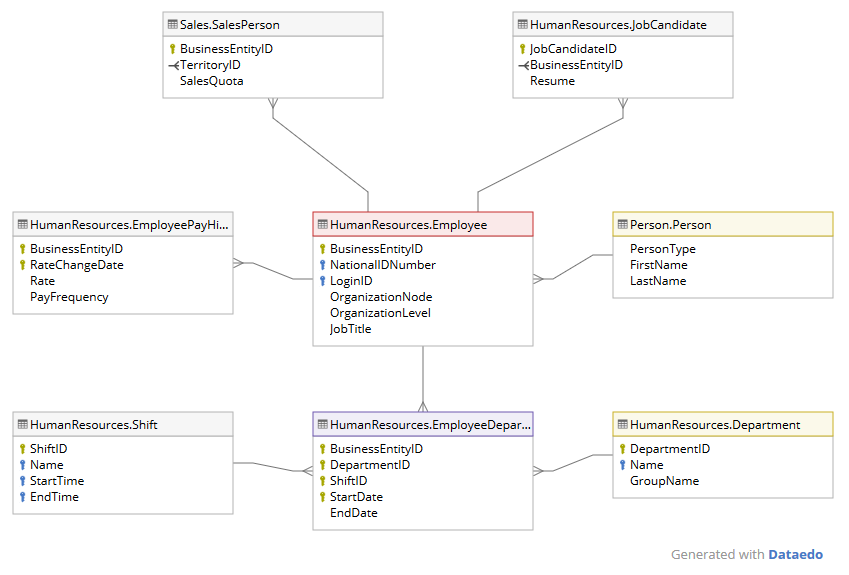 Sales.SalesPerson
BusinessEntityID
TerritoryID
SalesQuota
HumanResources.JobCandidate
JobCandidateID
BusinessEntityID
Resume
HumanResources.EmployeePayHi...
BusinessEntityID
RateChangeDate
Rate
PayFrequency
HumanResources.Employee
BusinessEntityID
NationalIDNumber
LoginID
OrganizationNode
OrganizationLevel
JobTitle
Person.Person
PersonType
FirstName
LastName
HumanResources.Shift
ShiftID
Name
StartTime
EndTime
HumanResources.EmployeeDepar...
BusinessEntityID
DepartmentID
ShiftID
StartDate
EndDate
HumanResources.Department
DepartmentID
Name
GroupName
Generated with Dataedo